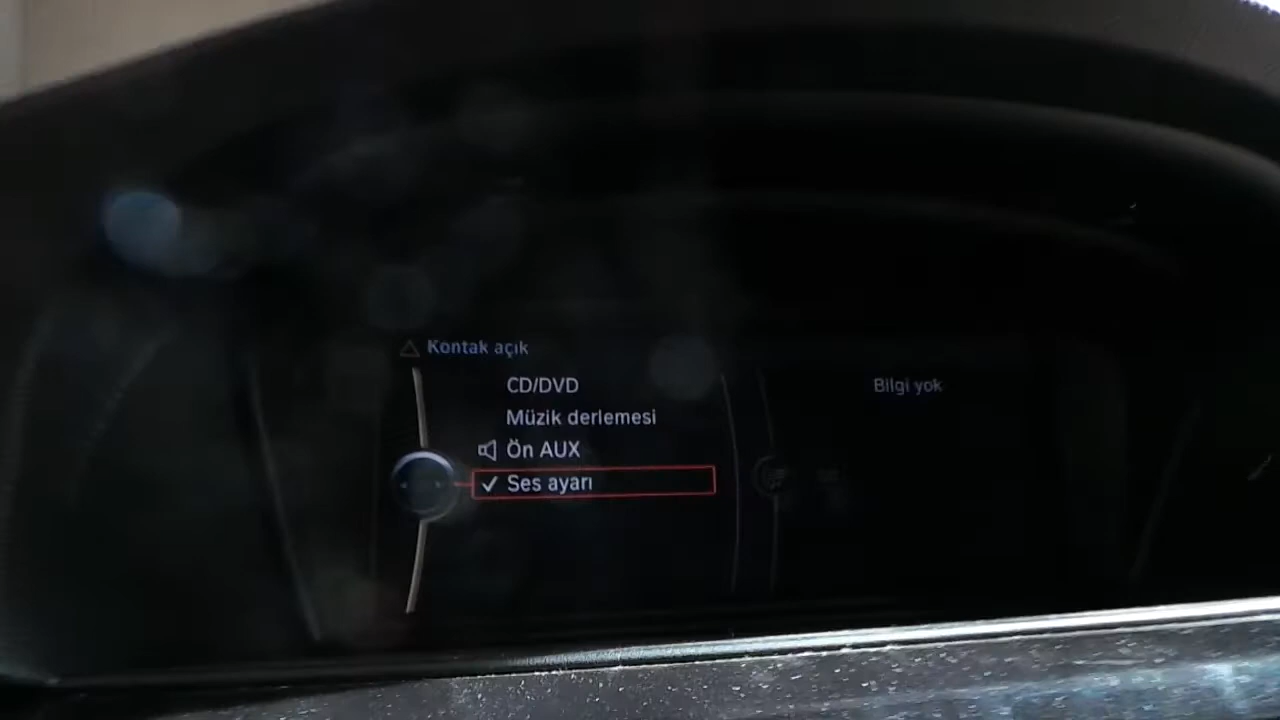 Kontak açık
CD/DVD
Müzik derlemesi
Ön AUX
Ses ayarı
Bilgi yok